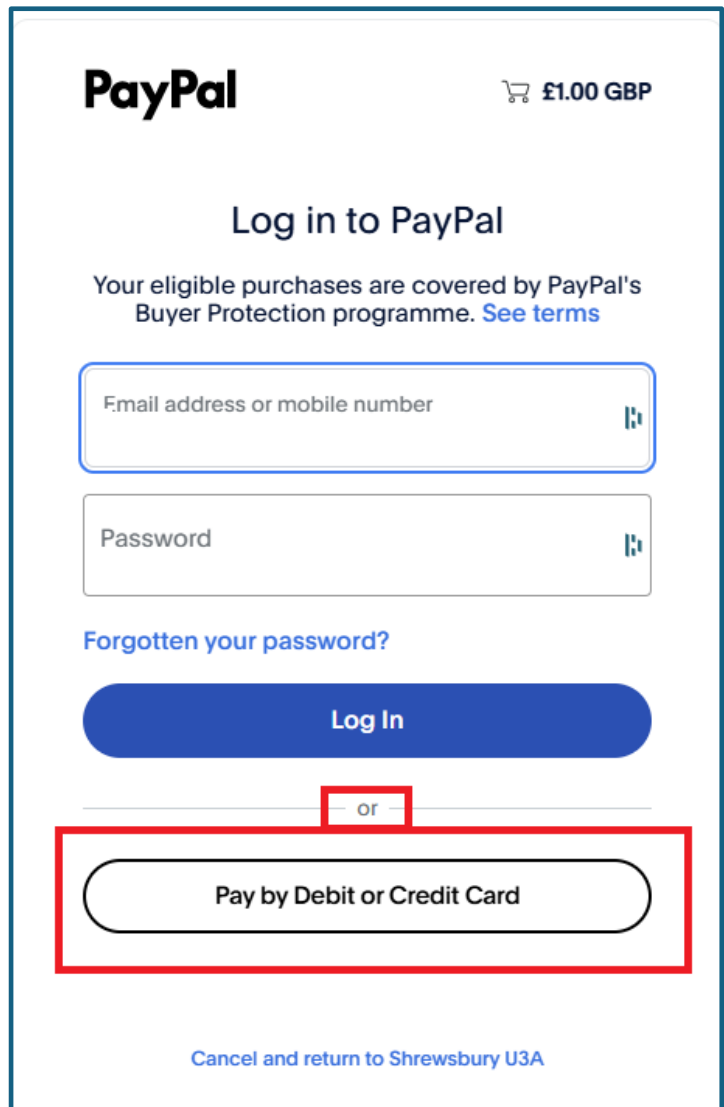 PayPal
£1.00 GBP
Log in to PayPal
Your eligible purchases are covered by PayPal's
Buyer Protection programme. See terms
Email address or mobile number
Password
Forgotten your password?
Log In
or
Pay by Debit or Credit Card
Cancel and return to Shrewsbury U3A